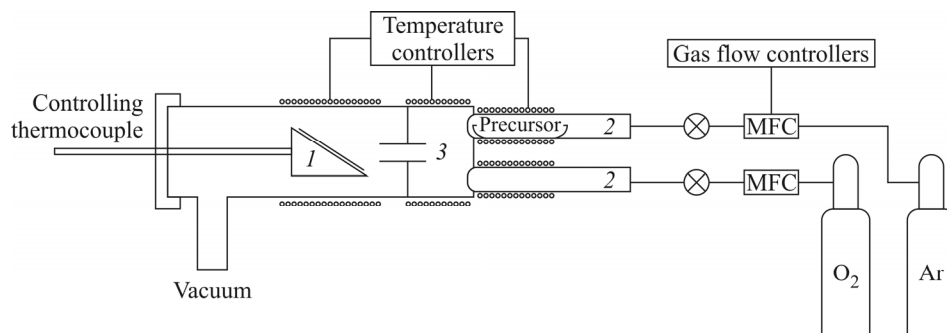 Temperature
controllers
Gas flow controllers
Controlling
thermocouple
Precursor
2
MFC
1
3
2
MFC
Vacuum
O2
Ar